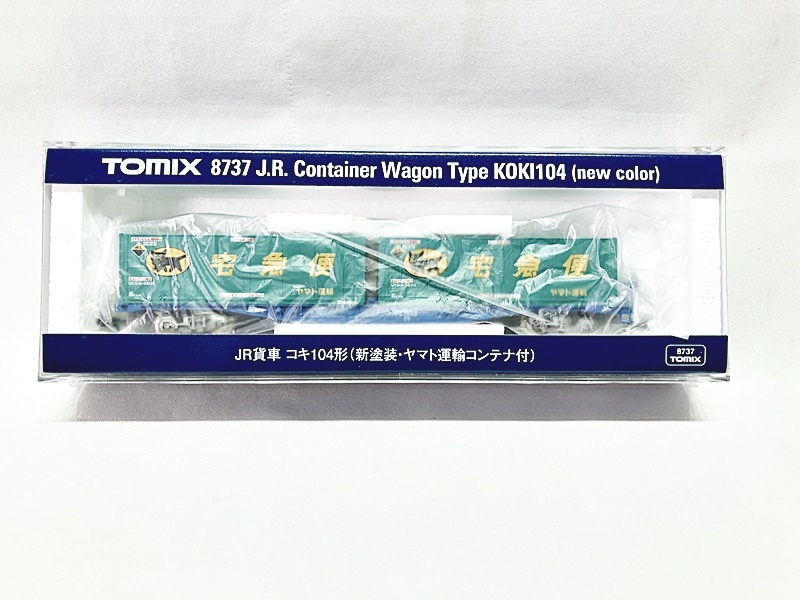 TOMIX 8737 J.R. Container Wagon Type KOKI104 (new color)
宅急便
ヤマト運輸
宅急便
ヤマト運輸
JR貨車 コキ104形(新塗装・ヤマト運輸コンテナ付)
8737
TOMIX